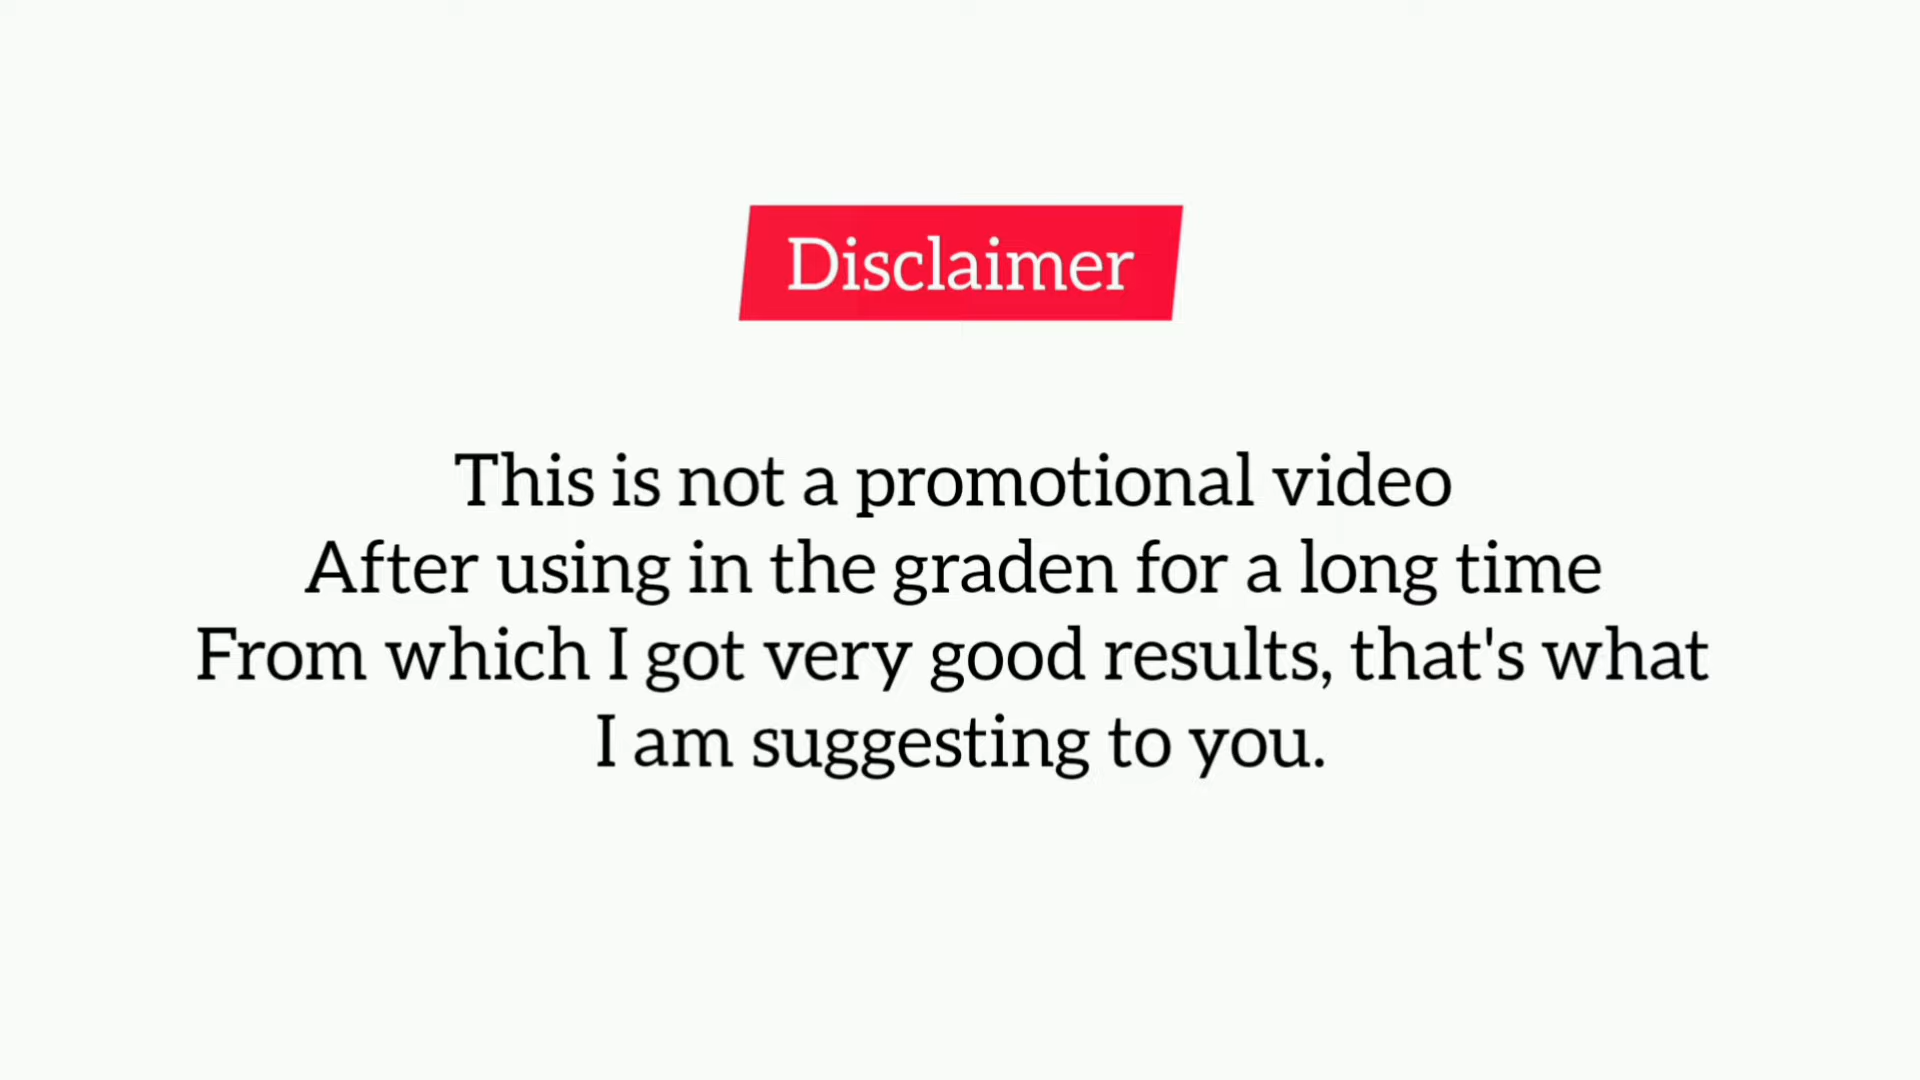 Disclaimer
This is not a promotional video
After using in the graden for a long time
From which I got very good results, that's what
I am suggesting to you.